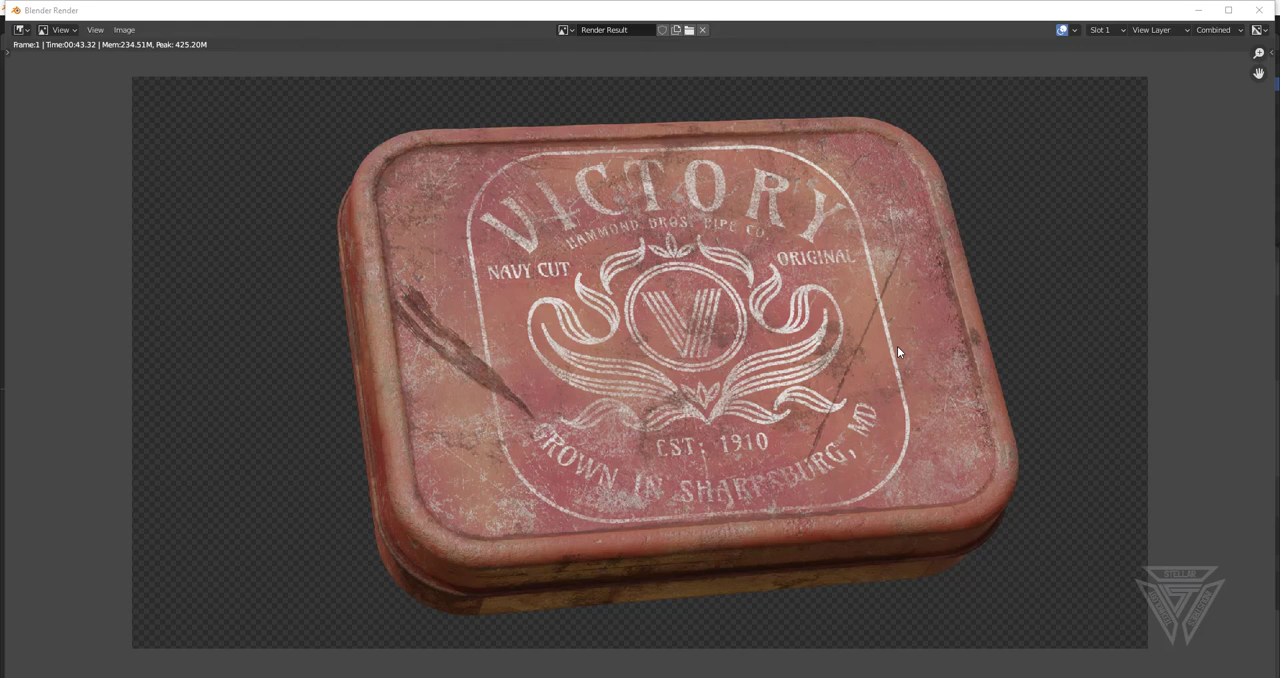 Blender Render
View View Image Render Result Slot 1 View Layer Combined
Frame:1 | Time:00:43.32 | Mem:234.51M, Peak: 425.20M
VICTORY
HAMMOND BROS. PIPE CO.
NAVY CUT ORIGINAL
V
EST: 1910
GROWN IN SHARPSBURG, MD
STELLAR